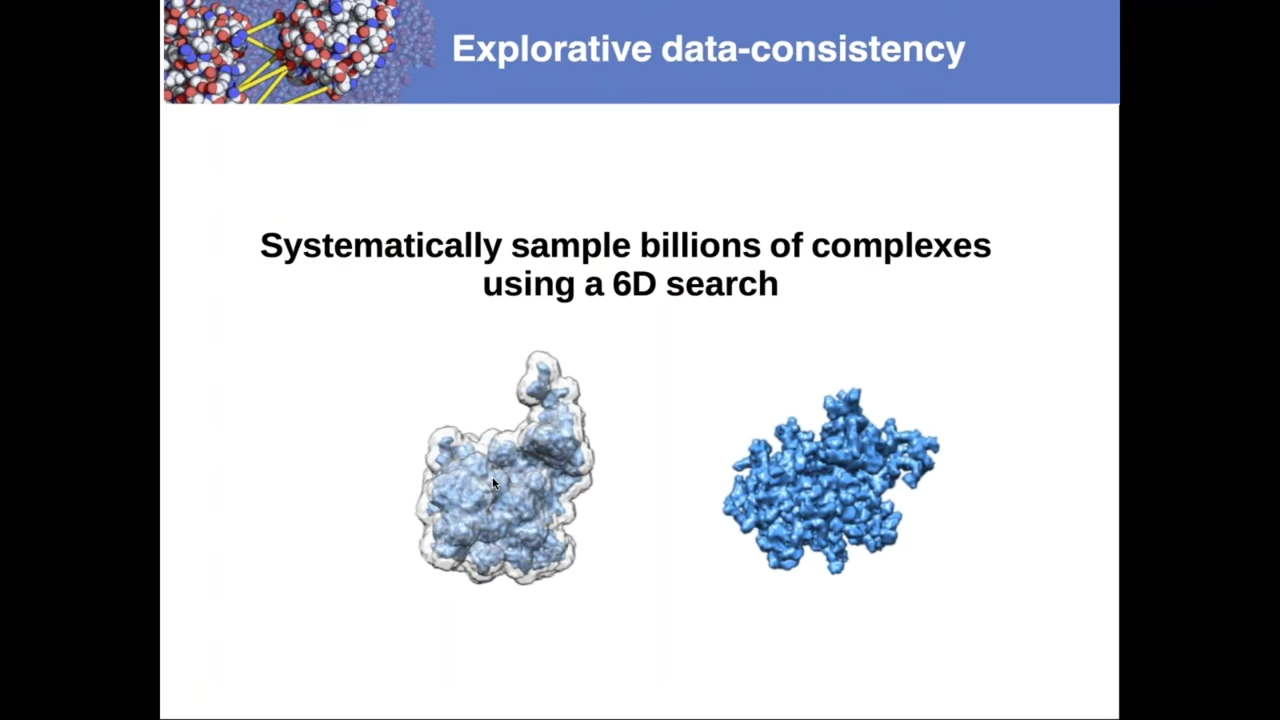 Explorative data-consistency
Systematically sample billions of complexes
using a 6D search